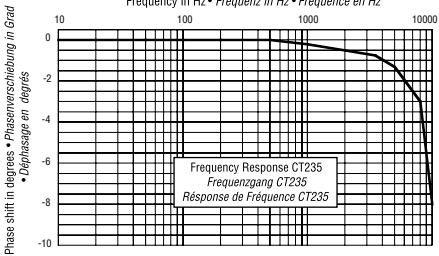 Frequency in Hz • Frequenz in Hz • Fréquence en Hz
10 100 1000 10000
Phase shift in degrees • Phasenverschiebung in Grad
• Déphasage en degrés
0
-2
-4
-6
-8
-10
Frequency Response CT235
Frequenzgang CT235
Résponse de Fréquence CT235